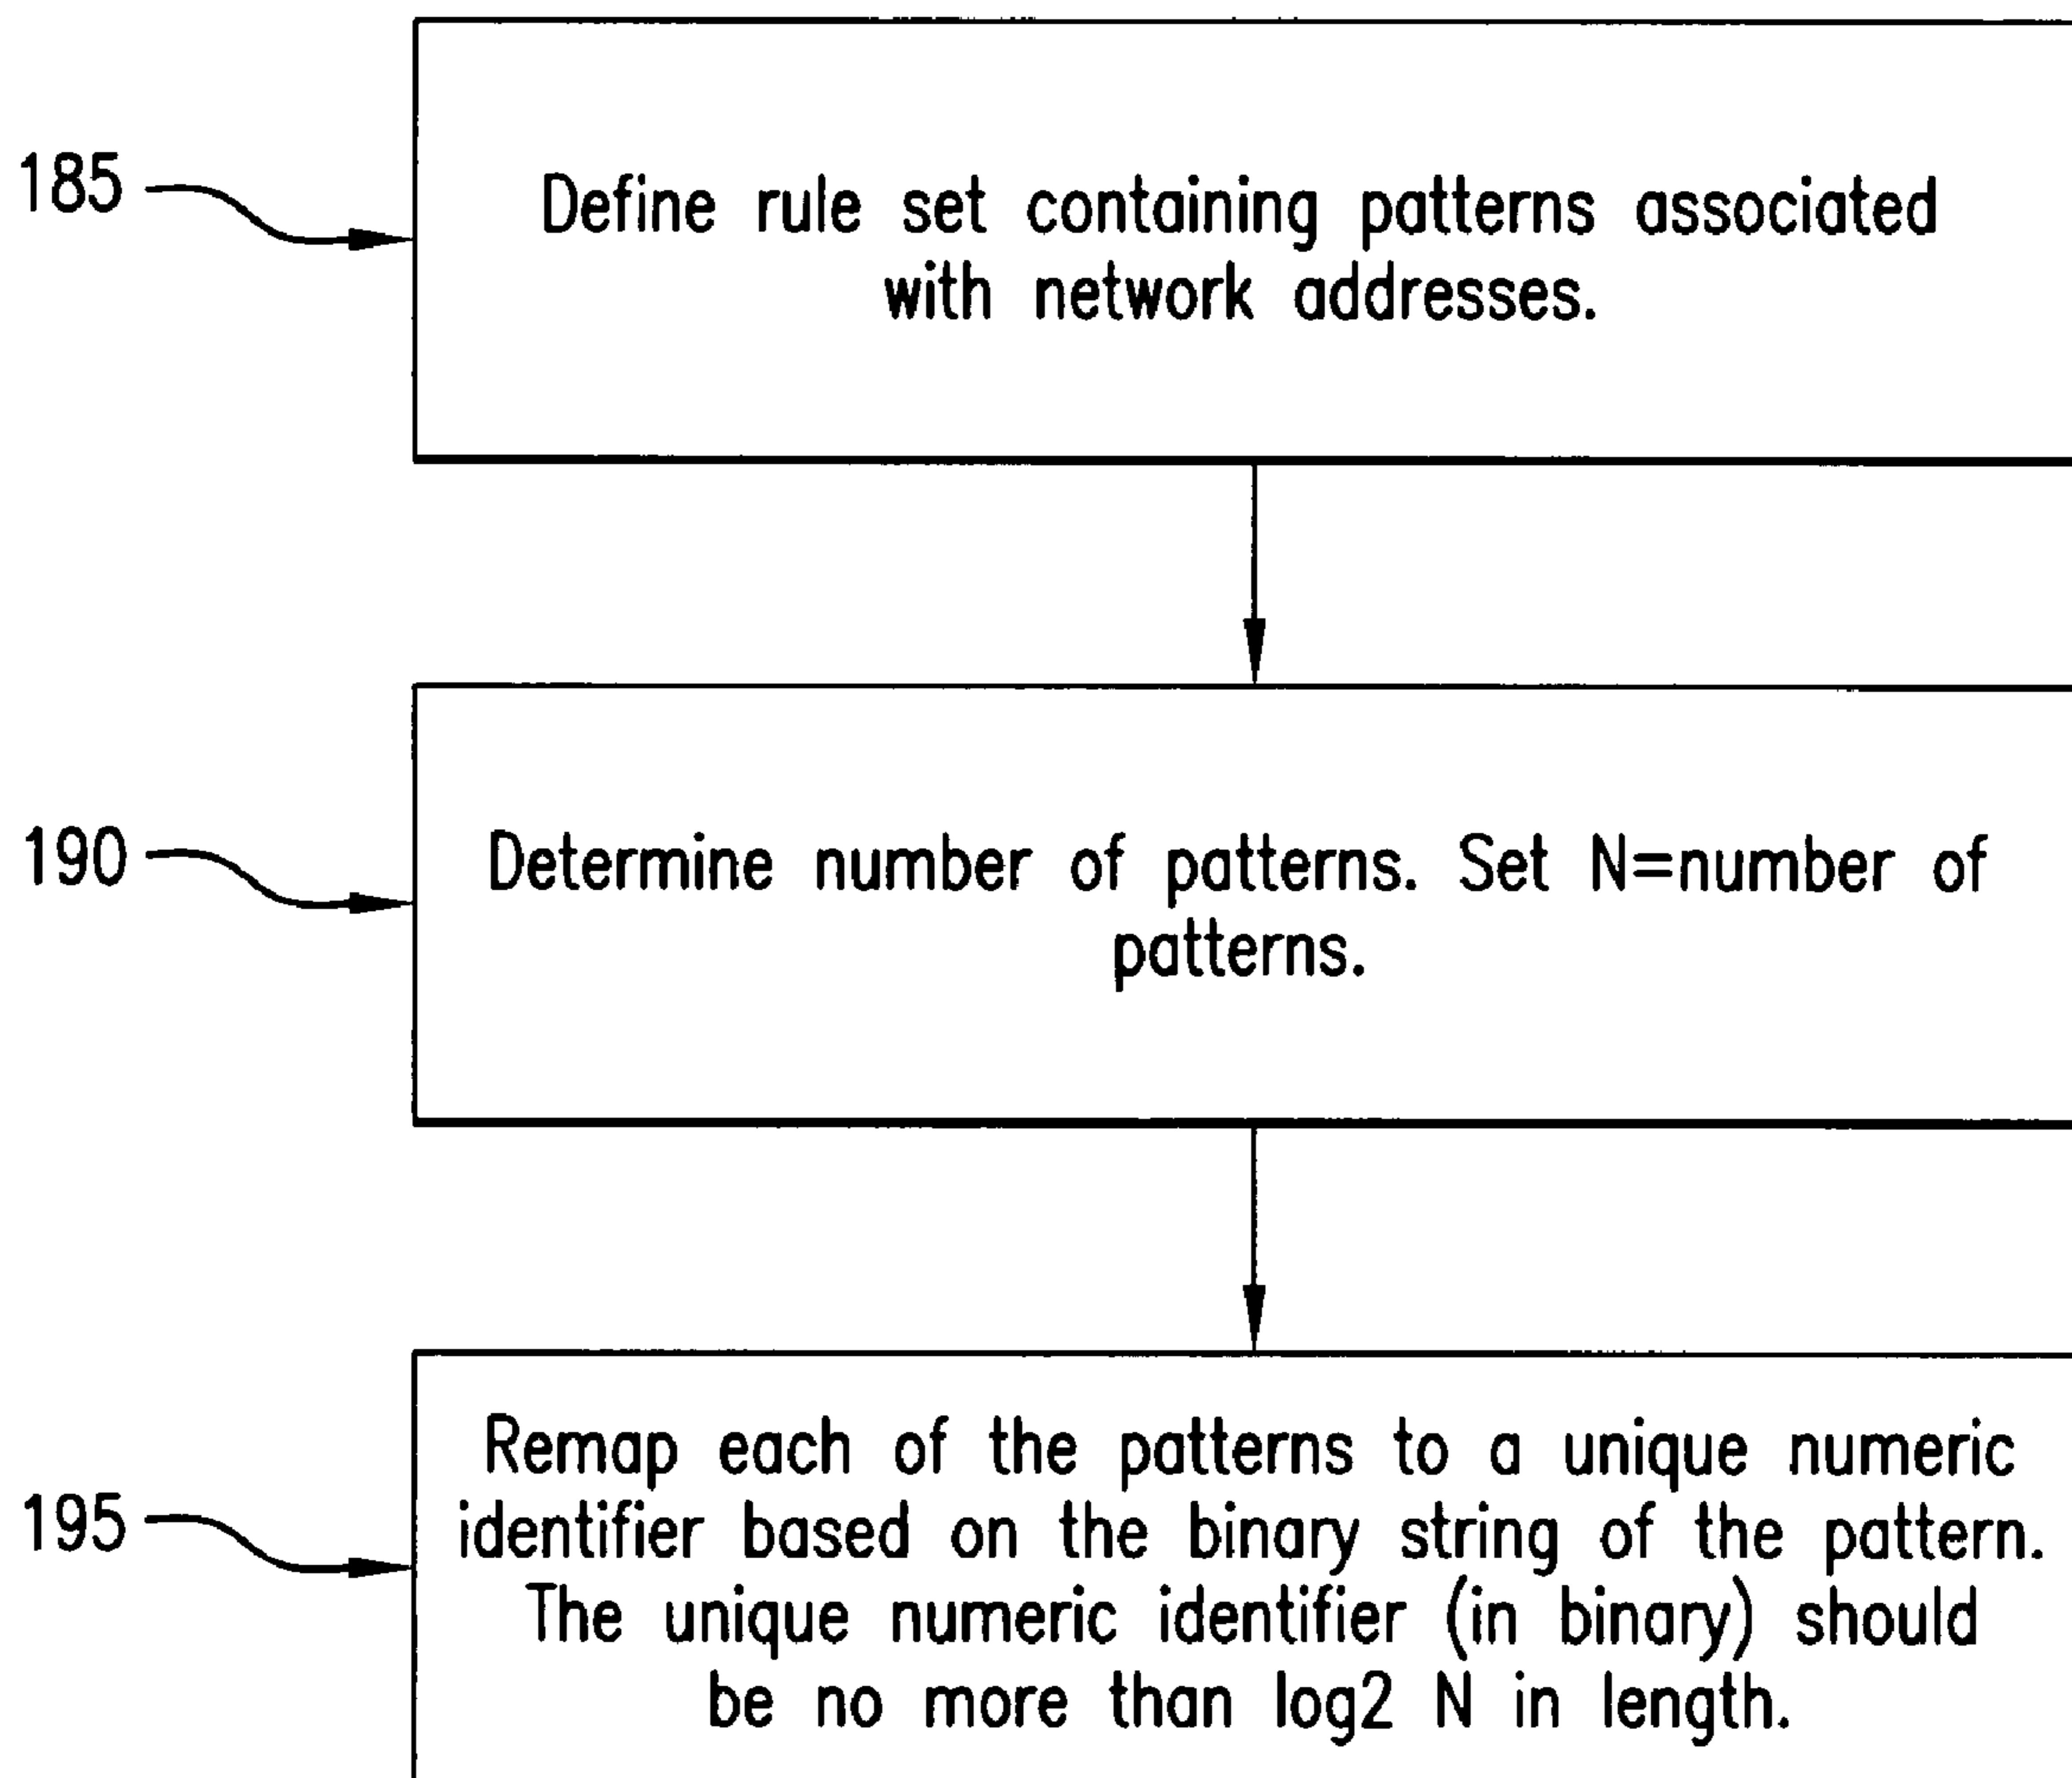 185
Define rule set containing patterns associated
with network addresses.
190
Determine number of patterns. Set N=number of
patterns.
195
Remap each of the patterns to a unique numeric
identifier based on the binary string of the pattern.
The unique numeric identifier (in binary) should
be no more than log2 N in length.